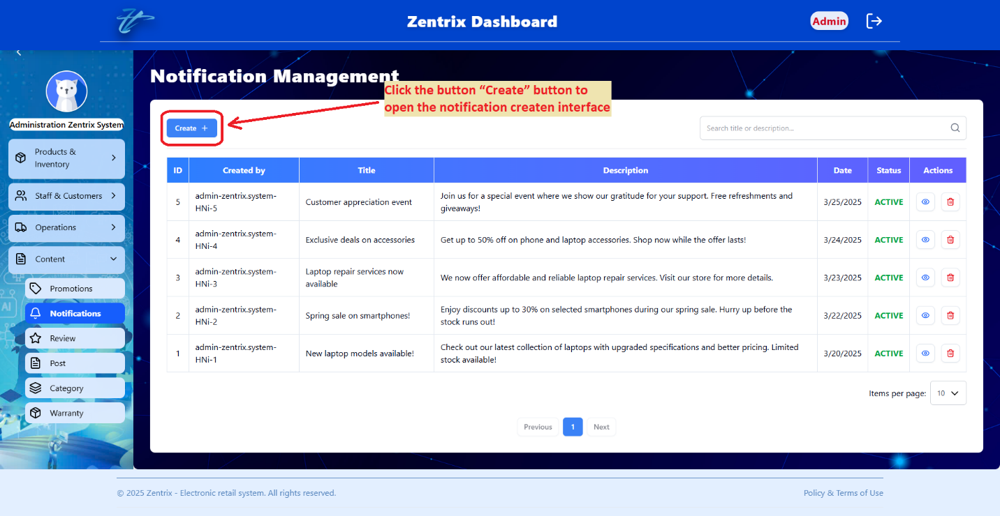 Zentrix Dashboard
Admin
Notification Management
Click the button “Create” button to
open the notification createn interface
Administration Zentrix System
Products &
Inventory
Staff & Customers
Operations
Content
Promotions
Notifications
Review
Post
Category
Warranty
Create +
Search title or description...
ID Created by Title Description Date Status Actions
5 admin-zentrix.system-
HNi-5 Customer appreciation event Join us for a special event where we show our gratitude for your support. Free refreshments and
giveaways! 3/25/2025 ACTIVE
4 admin-zentrix.system-
HNi-4 Exclusive deals on accessories Get up to 50% off on phone and laptop accessories. Shop now while the offer lasts! 3/24/2025 ACTIVE
3 admin-zentrix.system-
HNi-3 Laptop repair services now
available We now offer affordable and reliable laptop repair services. Visit our store for more details. 3/23/2025 ACTIVE
2 admin-zentrix.system-
HNi-2 Spring sale on smartphones! Enjoy discounts up to 30% on selected smartphones during our spring sale. Hurry up before the
stock runs out! 3/22/2025 ACTIVE
1 admin-zentrix.system-
HNi-1 New laptop models available! Check out our latest collection of laptops with upgraded specifications and better pricing. Limited
stock available! 3/20/2025 ACTIVE
Items per page: 10
Previous 1 Next
© 2025 Zentrix - Electronic retail system. All rights reserved.
Policy & Terms of Use